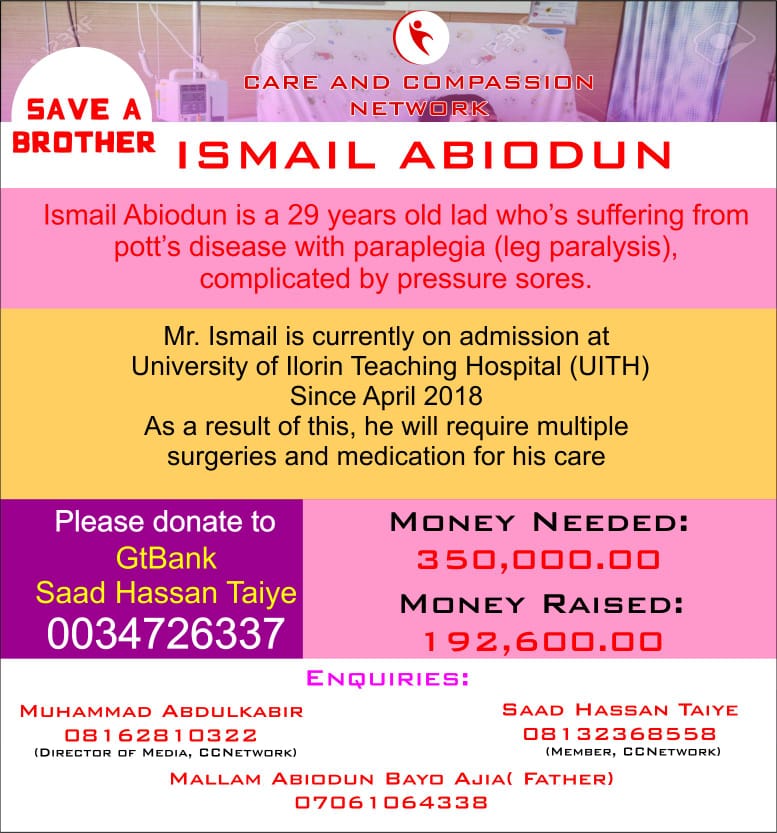 123RF
123RF
CARE AND COMPASSION
NETWORK
SAVE A
BROTHER
ISMAIL ABIODUN
Ismail Abiodun is a 29 years old lad who's suffering from
pott's disease with paraplegia (leg paralysis),
complicated by pressure sores.
Mr. Ismail is currently on admission at
University of Ilorin Teaching Hospital (UITH)
Since April 2018
As a result of this, he will require multiple
surgeries and medication for his care
Please donate to
GtBank
Saad Hassan Taiye
0034726337
MONEY NEEDED:
350,000.00
MONEY RAISED:
192,600.00
ENQUIRIES:
MUHAMMAD ABDULKABIR
08162810322
(DIRECTOR OF MEDIA, CCNETWORK)
SAAD HASSAN TAIYE
08132368558
(MEMBER, CCNETWORK)
MALLAM ABIODUN BAYO AJIA( FATHER)
07061064338